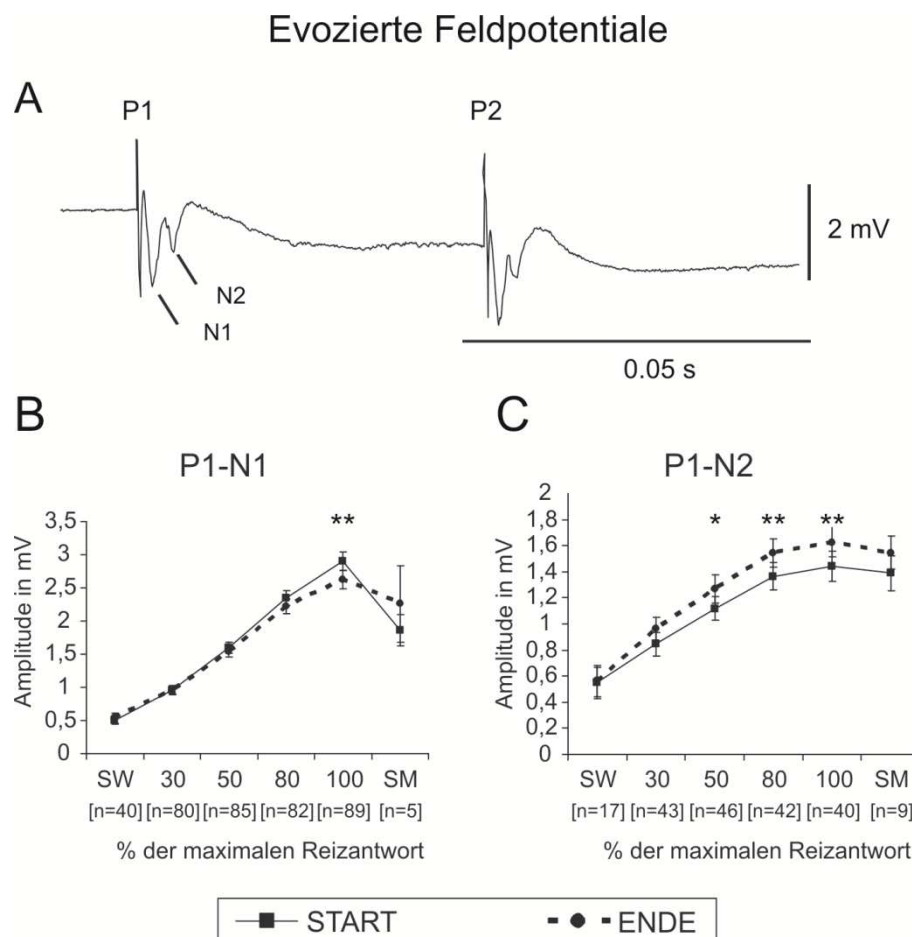 Evozierte Feldpotentiale
A
P1
P2
2 mV
N2
N1
0.05 s
B
P1-N1
Amplitude in mV
3,5
3
2,5
2
1,5
1
0,5
0
**
SW 30 50 80 100 SM
[n=40] [n=80] [n=85] [n=82] [n=89] [n=5]
% der maximalen Reizantwort
C
P1-N2
Amplitude in mV
2
1,8
1,6
1,4
1,2
1
0,8
0,6
0,4
0,2
0
* ** **
SW 30 50 80 100 SM
[n=17] [n=43] [n=46] [n=42] [n=40] [n=9]
% der maximalen Reizantwort
START ENDE